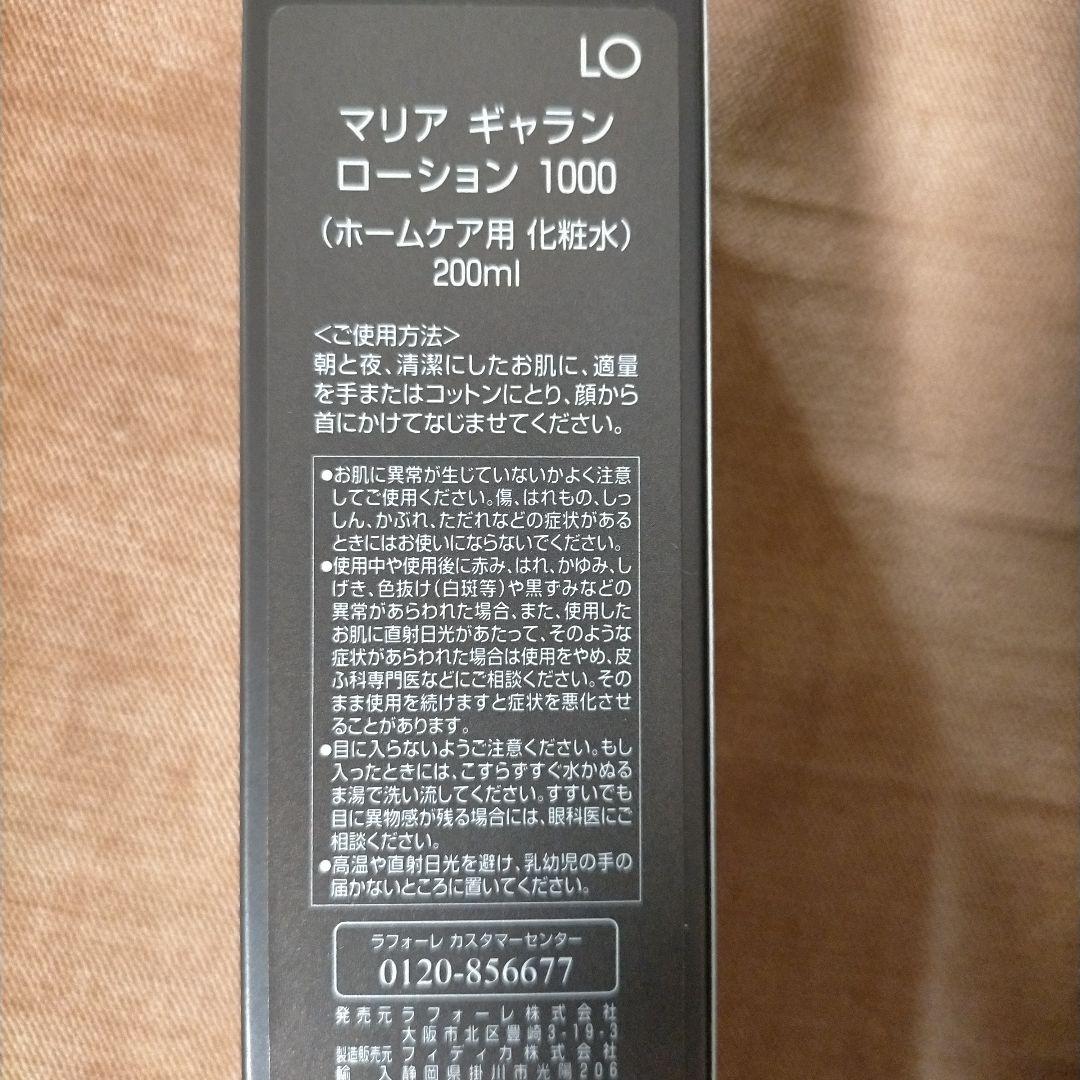 LO
マリア ギャラン
ローション 1000
（ホームケア用 化粧水）
200ml
＜ご使用方法＞
朝と夜、清潔にしたお肌に、適量
を手またはコットンにとり、顔から
首にかけてなじませてください。
●お肌に異常が生じていないかよく注意
してご使用ください。傷、はれもの、しっ
しん、かぶれ、ただれなどの症状がある
ときにはお使いにならないでください。
●使用中や使用後に赤み、はれ、かゆみ、し
げき、色抜け（白斑等）や黒ずみなどの
異常があらわれた場合、また、使用した
お肌に直射日光があたって、そのような
症状があらわれた場合は使用をやめ、皮
ふ科専門医などにご相談ください。その
まま使用を続けますと症状を悪化させ
ることがあります。
●目に入らないようご注意ください。もし
入ったときには、こすらずすぐ水かぬる
ま湯で洗い流してください。すすいでも
目に異物感が残る場合には、眼科医にご
相談ください。
●高温や直射日光を避け、乳幼児の手の
届かないところに置いてください。
ラフォーレ カスタマーセンター
0120-856677
発売元 ラフォーレ株式会社
大阪市北区豊崎3-19-3
製造販売元 フィディカ株式会社
輸入 静岡県掛川市光陽206